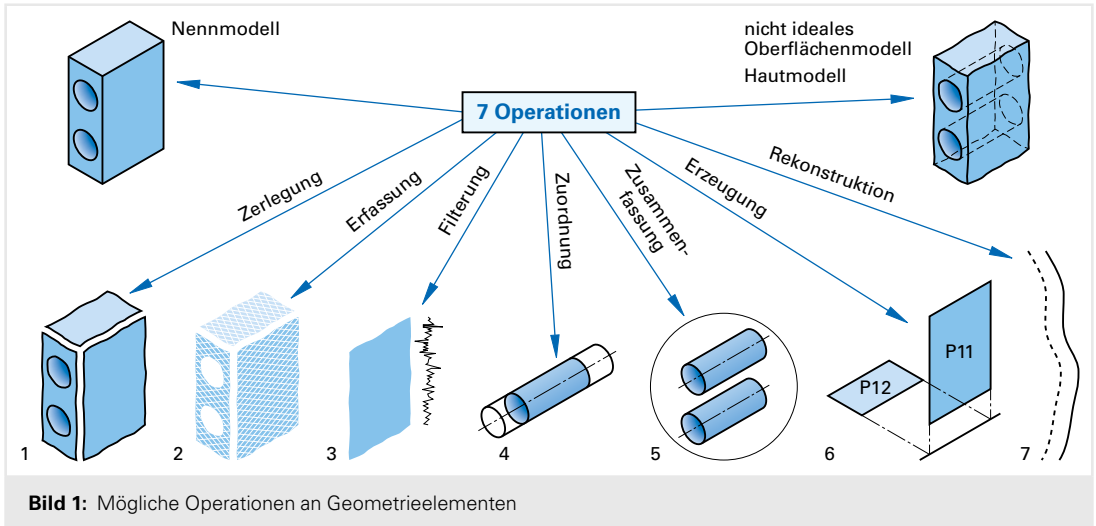 Nennmodell
nicht ideales
Oberflächenmodell
Hautmodell
7 Operationen
Zerlegung
Erfassung
Filterung
Zuordnung
Zusammen-
fassung
Erzeugung
Rekonstruktion
P11
P12
1
2
3
4
5
6
7
Bild 1: Mögliche Operationen an Geometrieelementen